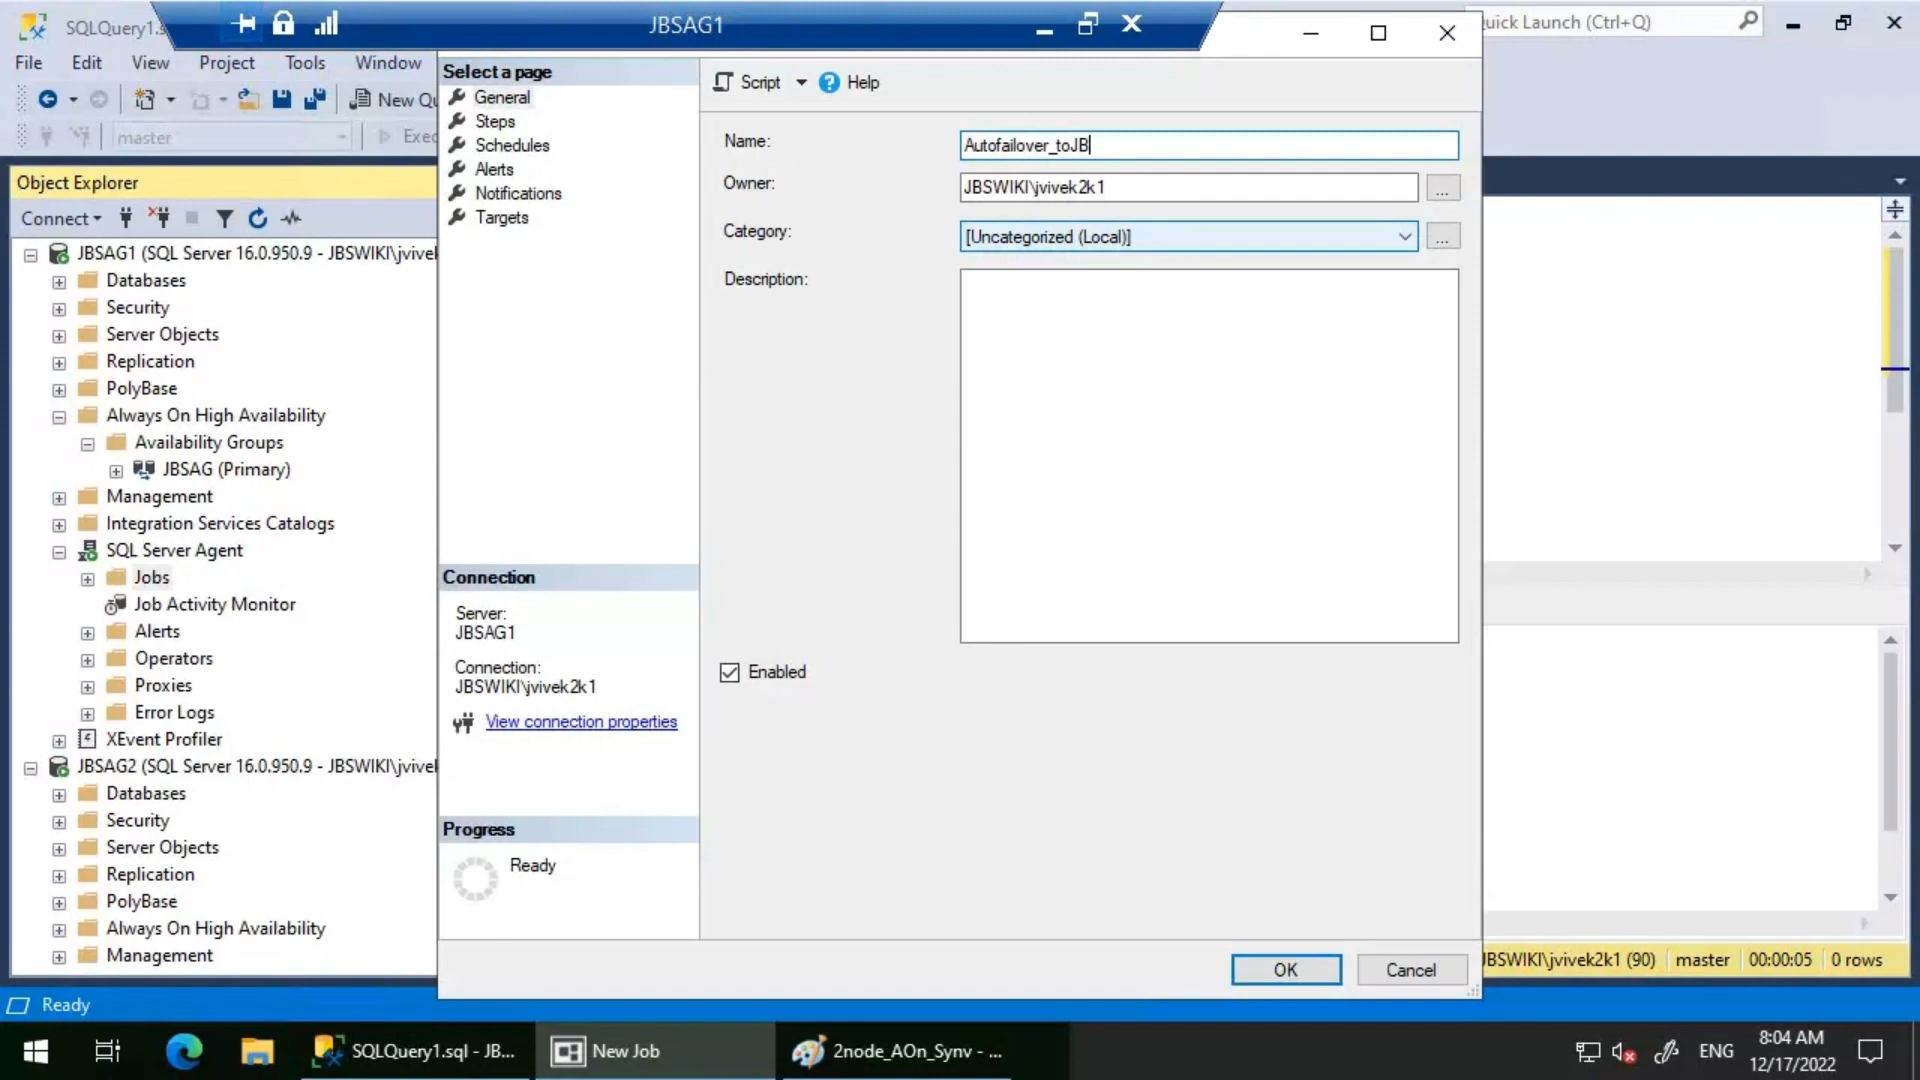 SQLQuery1.s
JBSAG1
Quick Launch (Ctrl+Q)
File Edit View Project Tools Window
New Qu
master
Exec
Object Explorer
Connect
JBSAG1 (SQL Server 16.0.950.9 - JBSWIKI\jvivel
Databases
Security
Server Objects
Replication
PolyBase
Always On High Availability
Availability Groups
JBSAG (Primary)
Management
Integration Services Catalogs
SQL Server Agent
Jobs
Job Activity Monitor
Alerts
Operators
Proxies
Error Logs
XEvent Profiler
JBSAG2 (SQL Server 16.0.950.9 - JBSWIKI\jvivel
Databases
Security
Server Objects
Replication
PolyBase
Always On High Availability
Management
Select a page
General
Steps
Schedules
Alerts
Notifications
Targets
Connection
Server:
JBSAG1
Connection:
JBSWIKI\jvivek2k1
View connection properties
Progress
Ready
Script Help
Name: Autofailover_toJB
Owner: JBSWIKI\jvivek2k1 ...
Category: [Uncategorized (Local)] ...
Description:
Enabled
OK Cancel
JBSWIKI\jvivek2k1 (90) master 00:00:05 0 rows
Ready
SQLQuery1.sql - JB... New Job 2node_AOn_Synv - ...
ENG
8:04 AM
12/17/2022